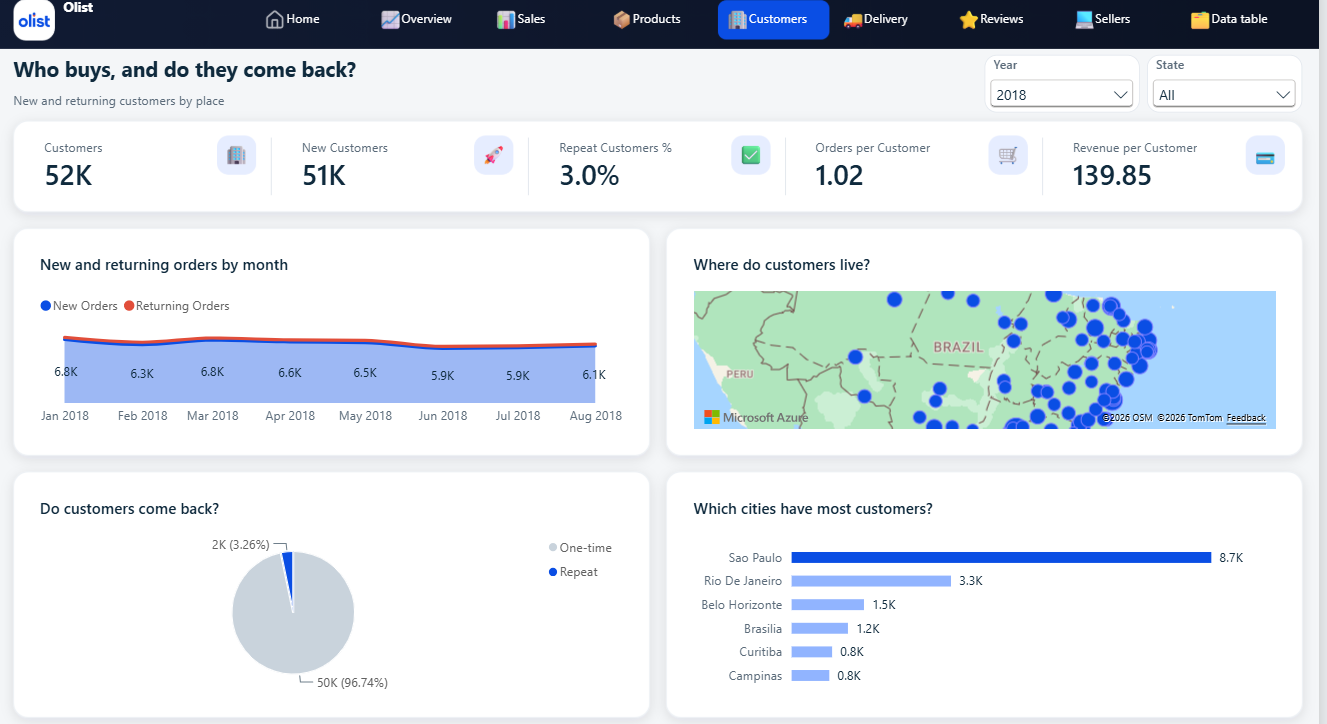 olist
Olist
Home
Overview
Sales
Products
Customers
Delivery
Reviews
Sellers
Data table
Who buys, and do they come back?
New and returning customers by place
Year
2018
State
All
Customers
52K
New Customers
51K
Repeat Customers %
3.0%
Orders per Customer
1.02
Revenue per Customer
139.85
New and returning orders by month
New Orders
Returning Orders
6.8K
6.3K
6.8K
6.6K
6.5K
5.9K
5.9K
6.1K
Jan 2018
Feb 2018
Mar 2018
Apr 2018
May 2018
Jun 2018
Jul 2018
Aug 2018
Where do customers live?
BRAZIL
PERU
Microsoft Azure
©2026 OSM ©2026 TomTom Feedback
Do customers come back?
2K (3.26%)
One-time
Repeat
50K (96.74%)
Which cities have most customers?
Sao Paulo 8.7K
Rio De Janeiro 3.3K
Belo Horizonte 1.5K
Brasilia 1.2K
Curitiba 0.8K
Campinas 0.8K